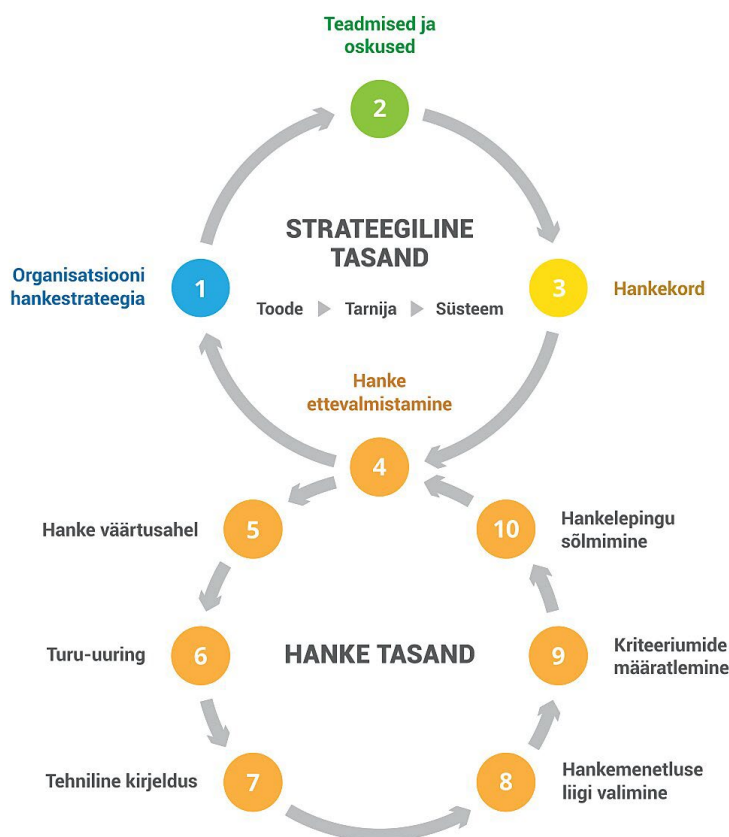 Teadmised ja
oskused
2
STRATEEGILINE
TASAND
Organisatsiooni
hankestrateegia
1
Toode
Tarnija
Süsteem
3
Hankekord
Hanke
ettevalmistamine
4
Hanke väärtusahel
5
10
Hankelepingu
sõlmimine
Turu-uuring
6
HANKE TASAND
9
Kriteeriumide
määratlemine
Tehniline kirjeldus
7
8
Hankemenetluse
liigi valimine